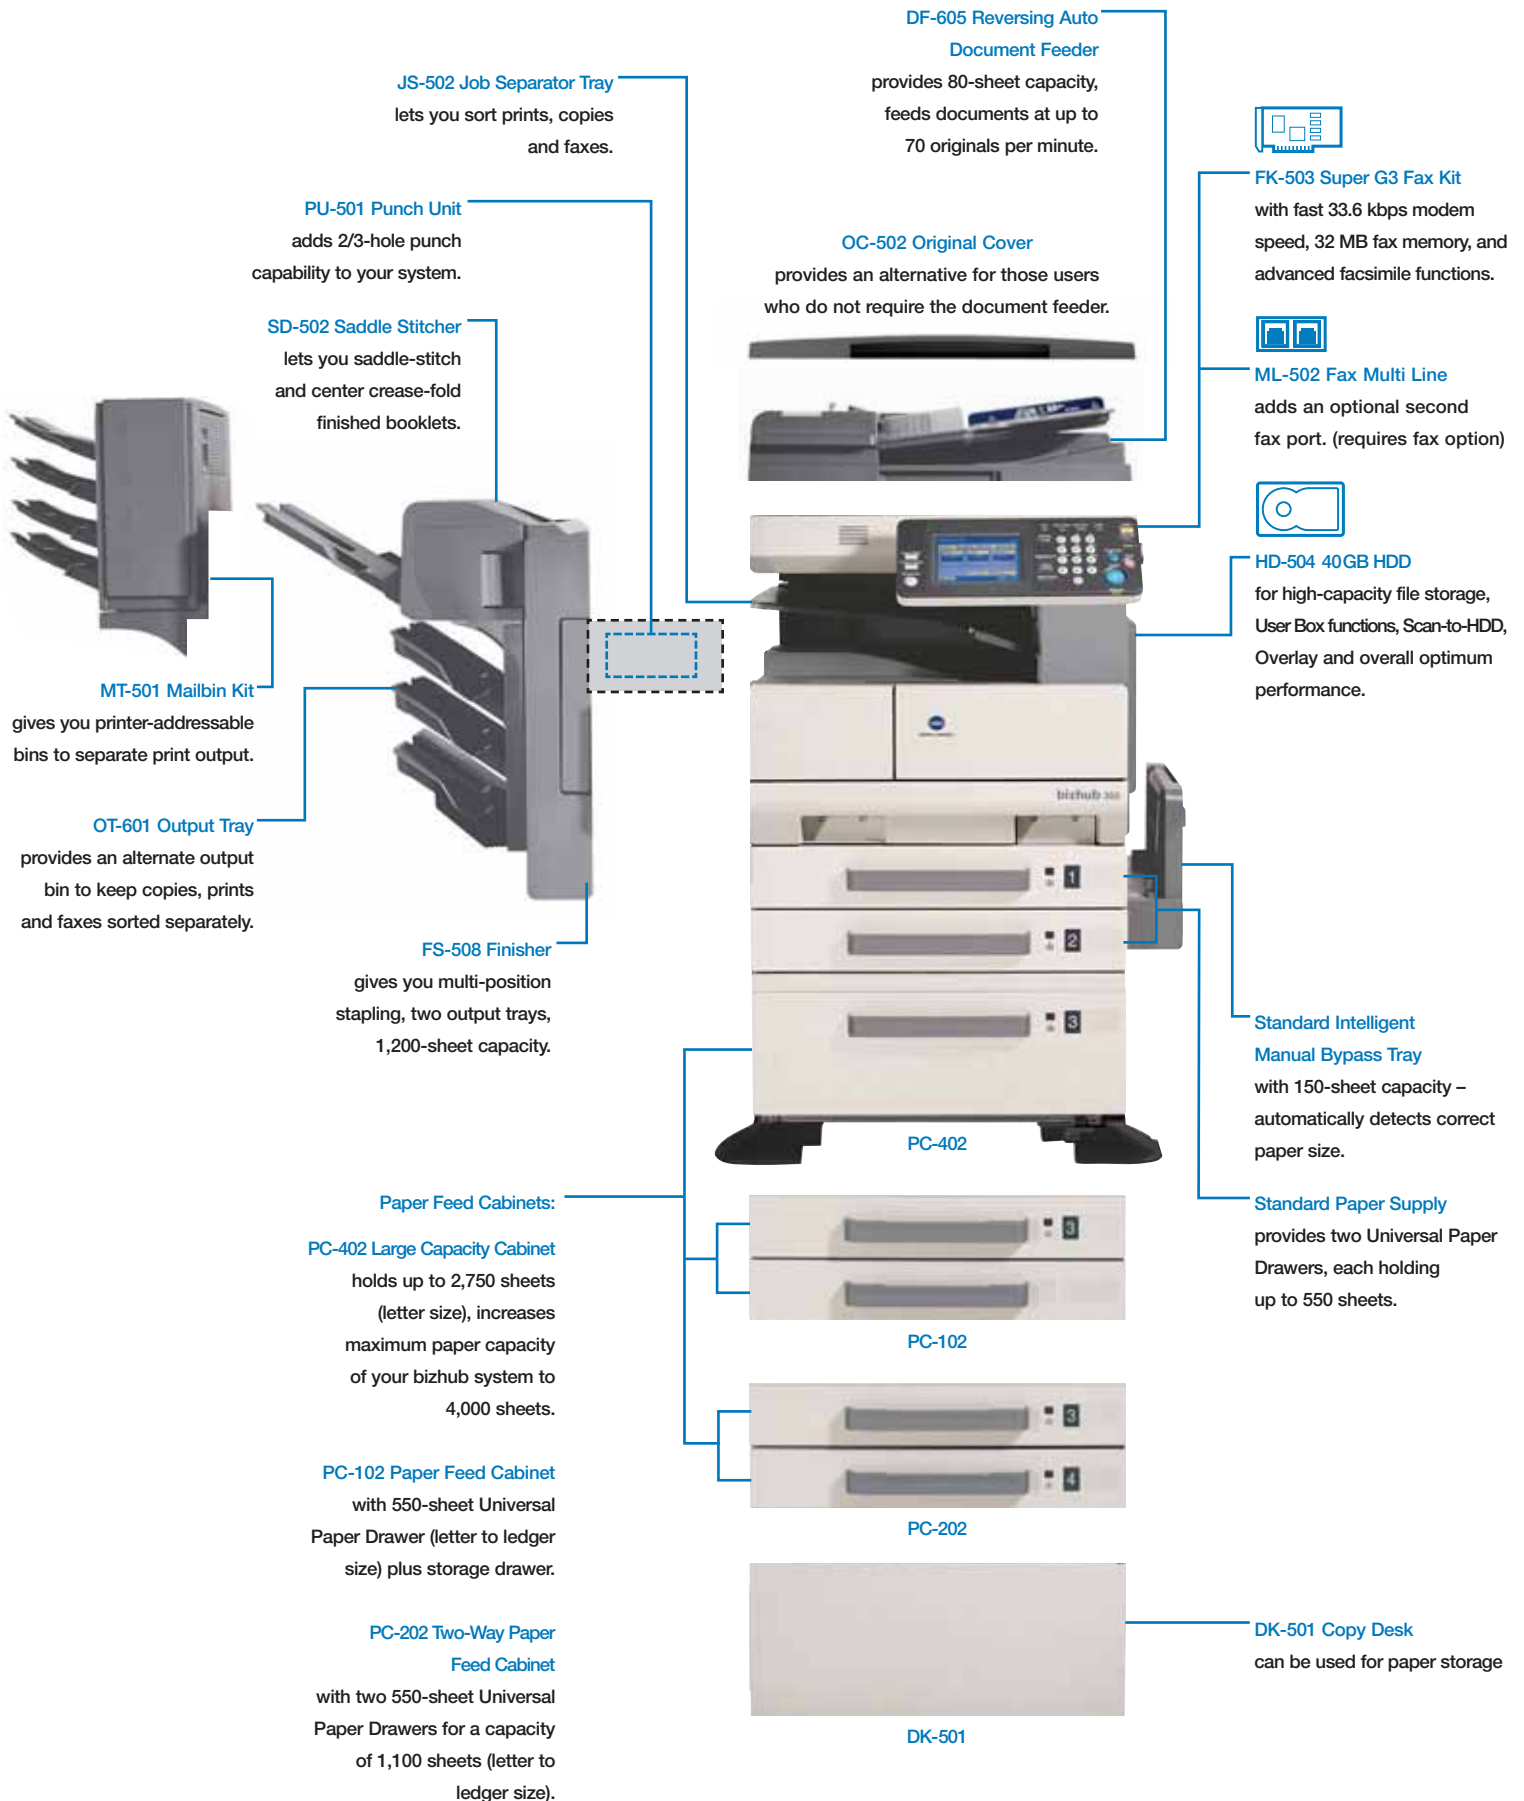 DF-605 Reversing Auto
Document Feeder
provides 80-sheet capacity,
feeds documents at up to
70 originals per minute.
JS-502 Job Separator Tray
lets you sort prints, copies
and faxes.
FK-503 Super G3 Fax Kit
with fast 33.6 kbps modem
speed, 32 MB fax memory, and
advanced facsimile functions.
PU-501 Punch Unit
adds 2/3-hole punch
capability to your system.
OC-502 Original Cover
provides an alternative for those users
who do not require the document feeder.
SD-502 Saddle Stitcher
lets you saddle-stitch
and center crease-fold
finished booklets.
ML-502 Fax Multi Line
adds an optional second
fax port. (requires fax option)
HD-504 40GB HDD
for high-capacity file storage,
User Box functions, Scan-to-HDD,
Overlay and overall optimum
performance.
MT-501 Mailbin Kit
gives you printer-addressable
bins to separate print output.
OT-601 Output Tray
provides an alternate output
bin to keep copies, prints
and faxes sorted separately.
FS-508 Finisher
gives you multi-position
stapling, two output trays,
1,200-sheet capacity.
bizhub
1
2
3
Standard Intelligent
Manual Bypass Tray
with 150-sheet capacity –
automatically detects correct
paper size.
PC-402
Standard Paper Supply
provides two Universal Paper
Drawers, each holding
up to 550 sheets.
Paper Feed Cabinets:
PC-402 Large Capacity Cabinet
holds up to 2,750 sheets
(letter size), increases
maximum paper capacity
of your bizhub system to
4,000 sheets.
3
PC-102
PC-102 Paper Feed Cabinet
with 550-sheet Universal
Paper Drawer (letter to ledger
size) plus storage drawer.
3
4
PC-202
PC-202 Two-Way Paper
Feed Cabinet
with two 550-sheet Universal
Paper Drawers for a capacity
of 1,100 sheets (letter to
ledger size).
DK-501 Copy Desk
can be used for paper storage
DK-501